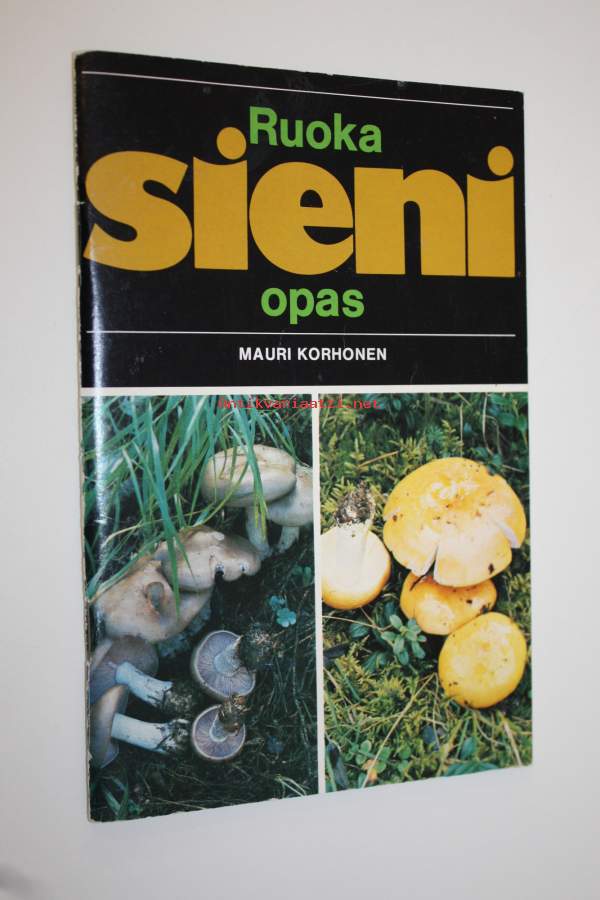 Ruoka
sieni
opas
MAURI KORHONEN
antikvariaatti.net